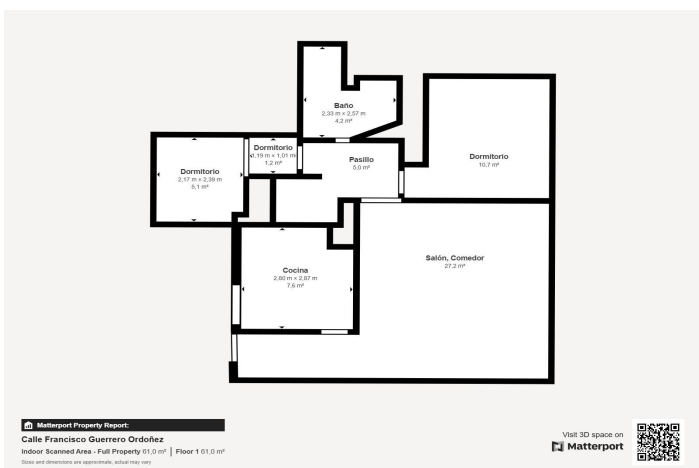 Baño
2,33 m × 2,57 m
4,2 m²
Dormitorio
1,19 m × 1,01 m
1,2 m²
Pasillo
5,0 m²
Dormitorio
10,7 m²
Dormitorio
2,17 m × 2,39 m
5,1 m²
Salón, Comedor
27,2 m²
Cocina
2,80 m × 2,87 m
7,6 m²
Matterport Property Report:
Calle Francisco Guerrero Ordoñez
Indoor Scanned Area - Full Property 61,0 m² | Floor 1 61,0 m²
Sizes and dimensions are approximate, actual may vary
Visit 3D space on
Matterport